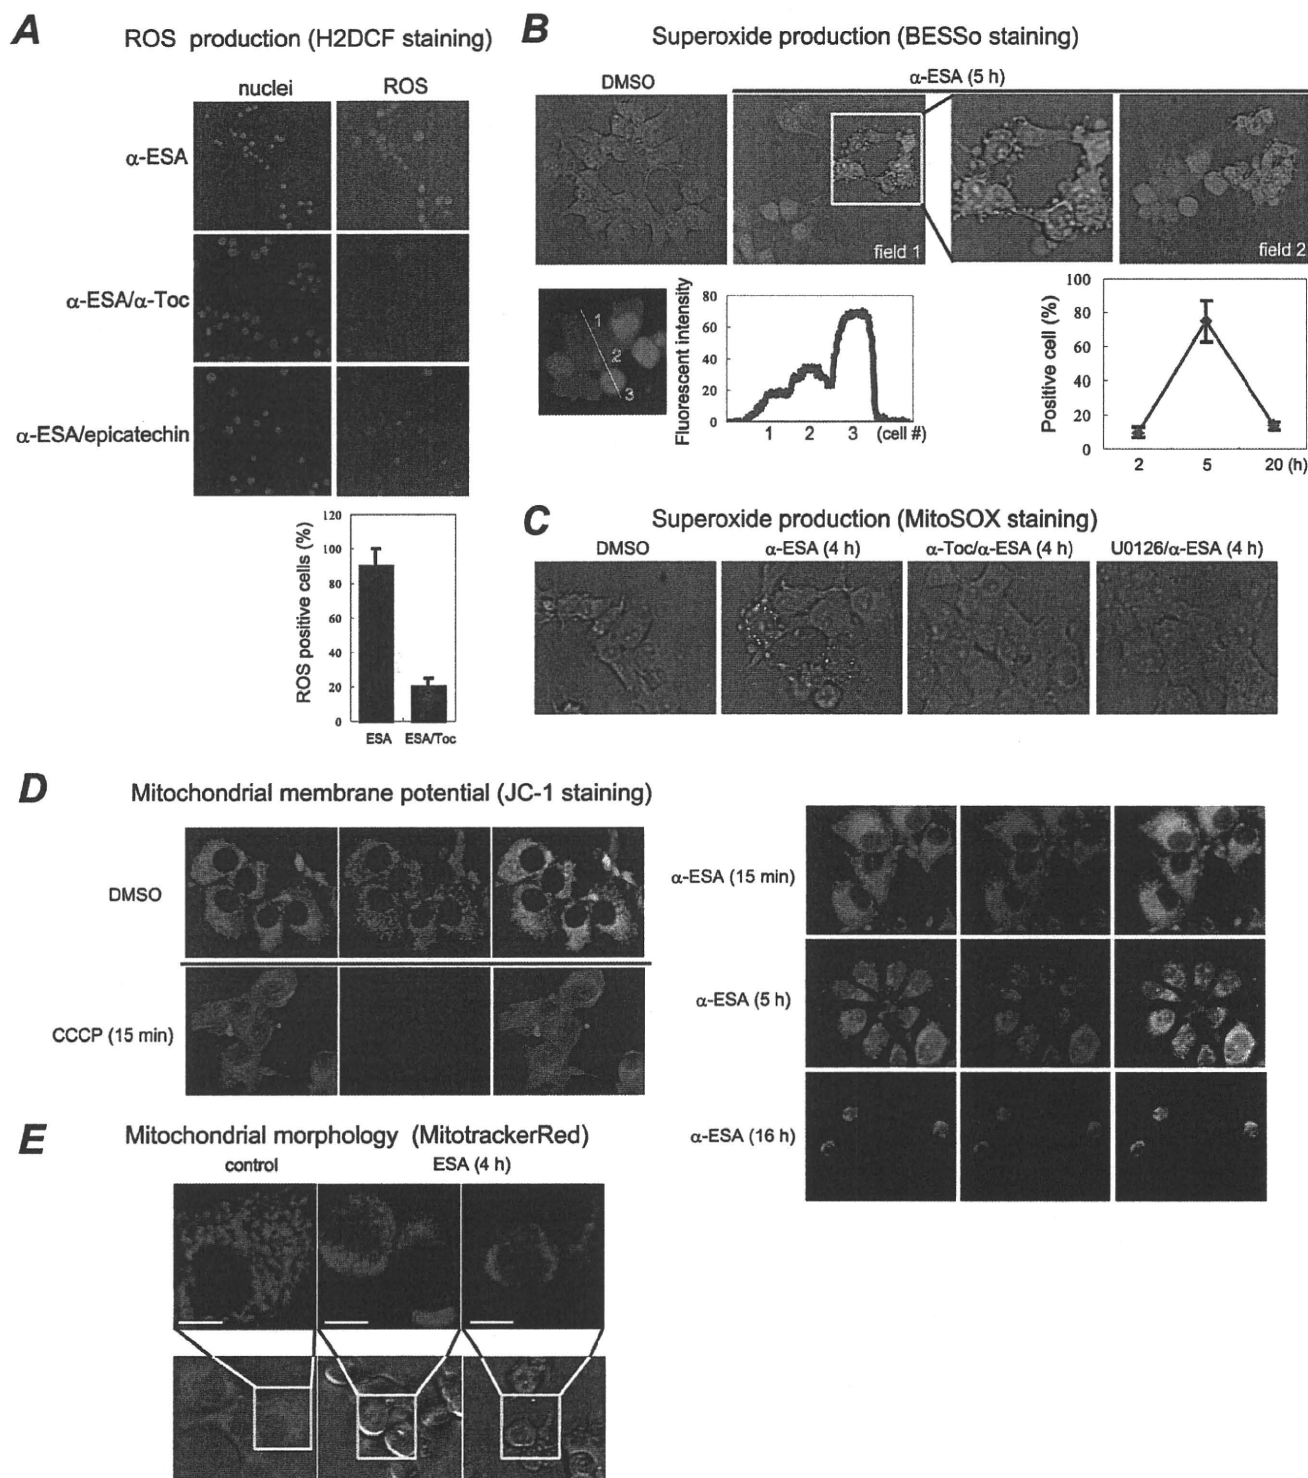 A
ROS production (H2DCF staining)
nuclei ROS
α-ESA
α-ESA/α-Toc
α-ESA/epicatechin
ROS positive cells (%)
120
100
80
60
40
20
0
ESA ESA/Toc
B
Superoxide production (BESSo staining)
DMSO α-ESA (5 h)
field 1 field 2
1
2
3
Fluorescent intensity
80
60
40
20
0
1 2 3 (cell #)
Positive cell (%)
100
80
60
40
20
0
2 5 20 (h)
C
Superoxide production (MitoSOX staining)
DMSO α-ESA (4 h) α-Toc/α-ESA (4 h) U0126/α-ESA (4 h)
D
Mitochondrial membrane potential (JC-1 staining)
DMSO
CCCP (15 min)
α-ESA (15 min)
α-ESA (5 h)
α-ESA (16 h)
E
Mitochondrial morphology (MitotrackerRed)
control ESA (4 h)